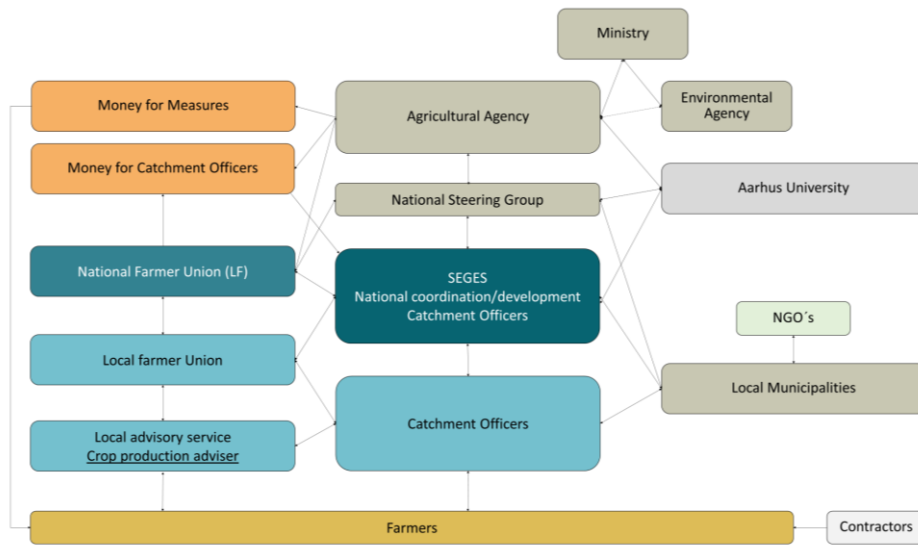 Ministry
Money for Measures
Agricultural Agency
Environmental
Agency
Money for Catchment Officers
National Steering Group
Aarhus University
National Farmer Union (LF)
SEGES
National coordination/development
Catchment Officers
NGO´s
Local farmer Union
Local Municipalities
Catchment Officers
Local advisory service
Crop production adviser
Farmers
Contractors